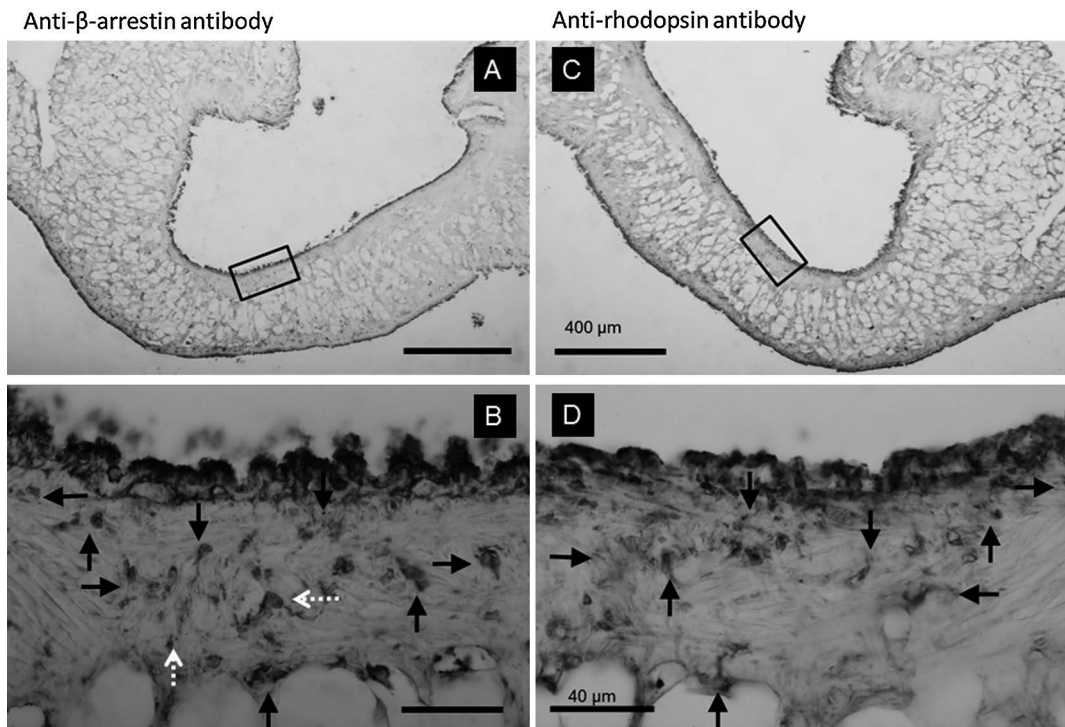 Anti-β-arrestin antibody
Anti-rhodopsin antibody
A
C
400 µm
B
D
40 µm